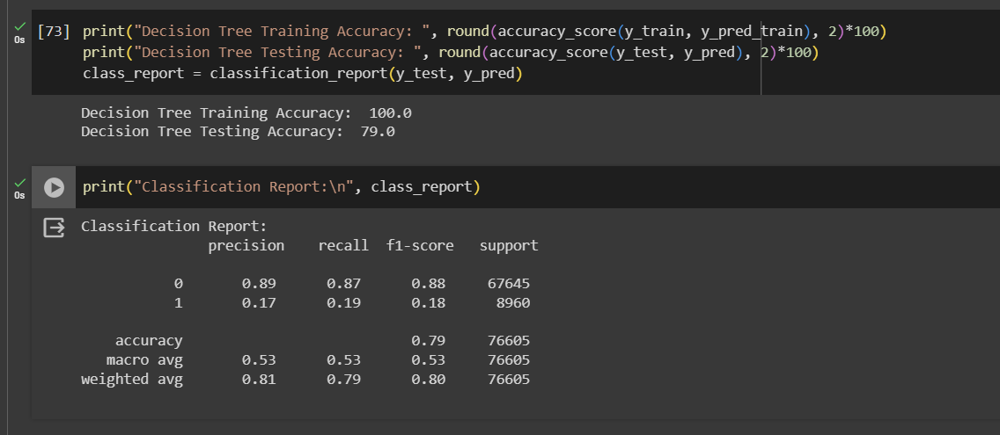 [73] print("Decision Tree Training Accuracy: ", round(accuracy_score(y_train, y_pred_train), 2)*100)
0s print("Decision Tree Testing Accuracy: ", round(accuracy_score(y_test, y_pred), 2)*100)
class_report = classification_report(y_test, y_pred)
Decision Tree Training Accuracy:  100.0
Decision Tree Testing Accuracy:  79.0
print("Classification Report:\n", class_report)
0s
Classification Report:
precision    recall  f1-score   support
0       0.89      0.87      0.88     67645
1       0.17      0.19      0.18      8960
accuracy                           0.79     76605
macro avg       0.53      0.53      0.53     76605
weighted avg       0.81      0.79      0.80     76605